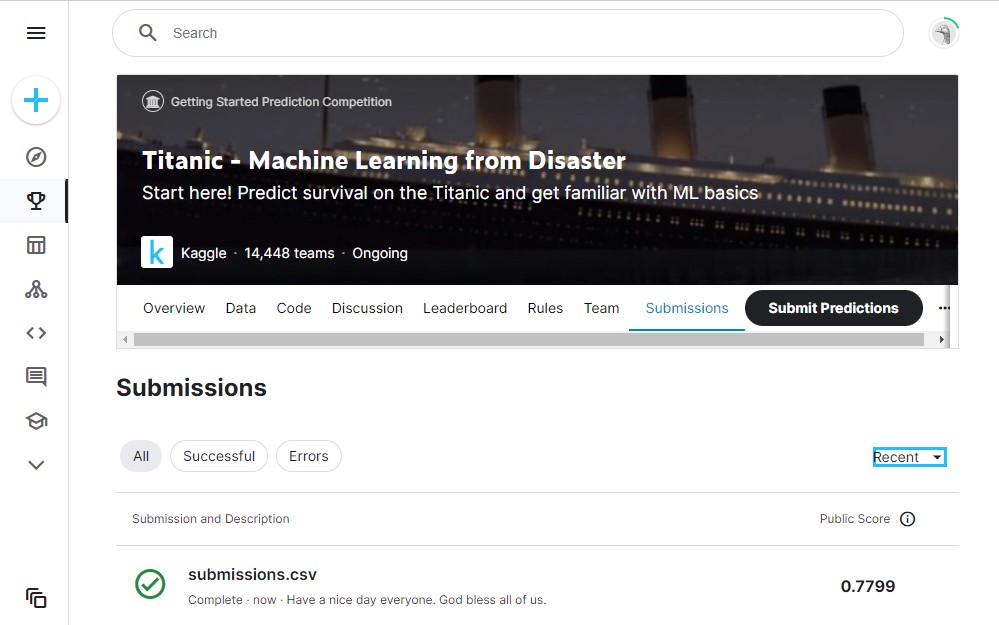 Search
Getting Started Prediction Competition
Titanic - Machine Learning from Disaster
Start here! Predict survival on the Titanic and get familiar with ML basics
k Kaggle · 14,448 teams · Ongoing
Overview Data Code Discussion Leaderboard Rules Team Submissions Submit Predictions ...
Submissions
All Successful Errors Recent
Submission and Description Public Score
submissions.csv 0.7799
Complete · now · Have a nice day everyone. God bless all of us.